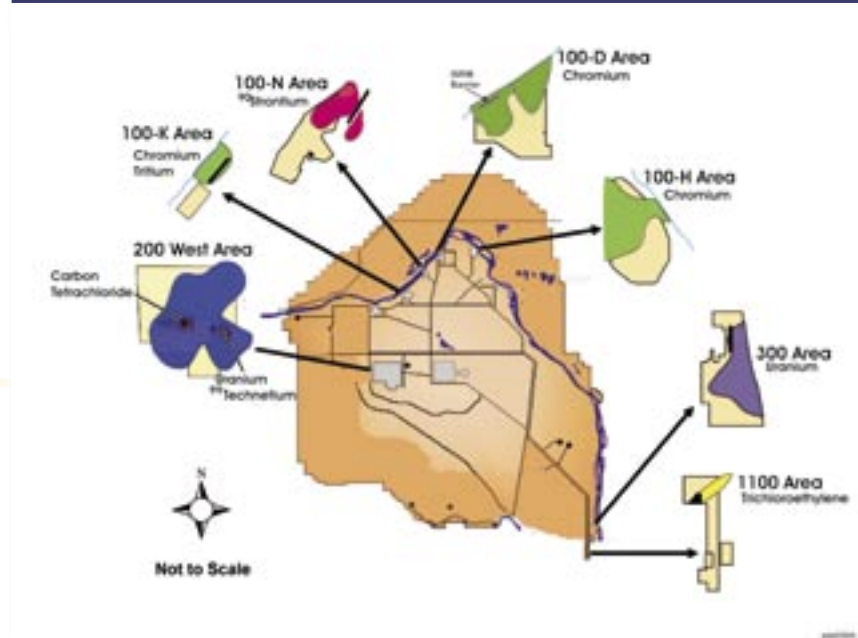 100-D Area
Chromium
100-N Area
90Strontium
100-K Area
Chromium
Tritium
100-H Area
Chromium
200 West Area
Carbon
Tetrachloride
Uranium
99Technetium
300 Area
Uranium
1100 Area
Trichloroethylene
N
Not to Scale